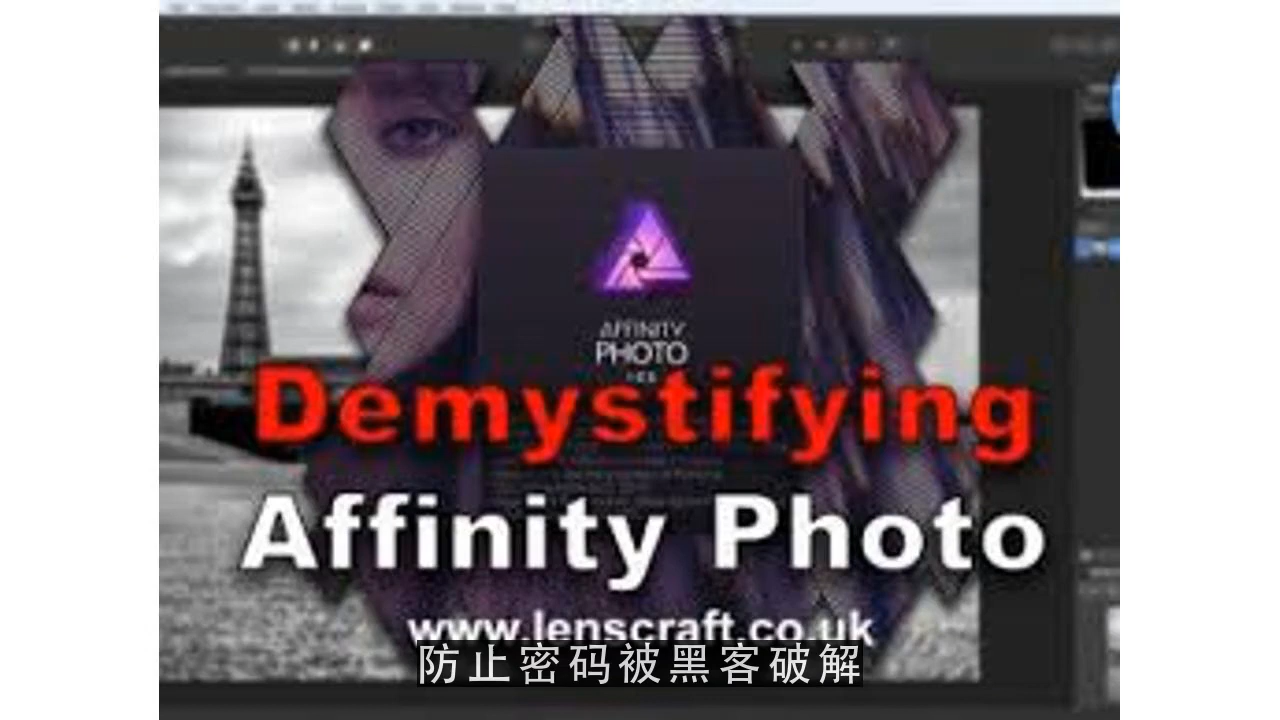 AFFINITY
PHOTO
Demystifying
Affinity Photo
www.lenscraft.co.uk
防止密码被黑客破解